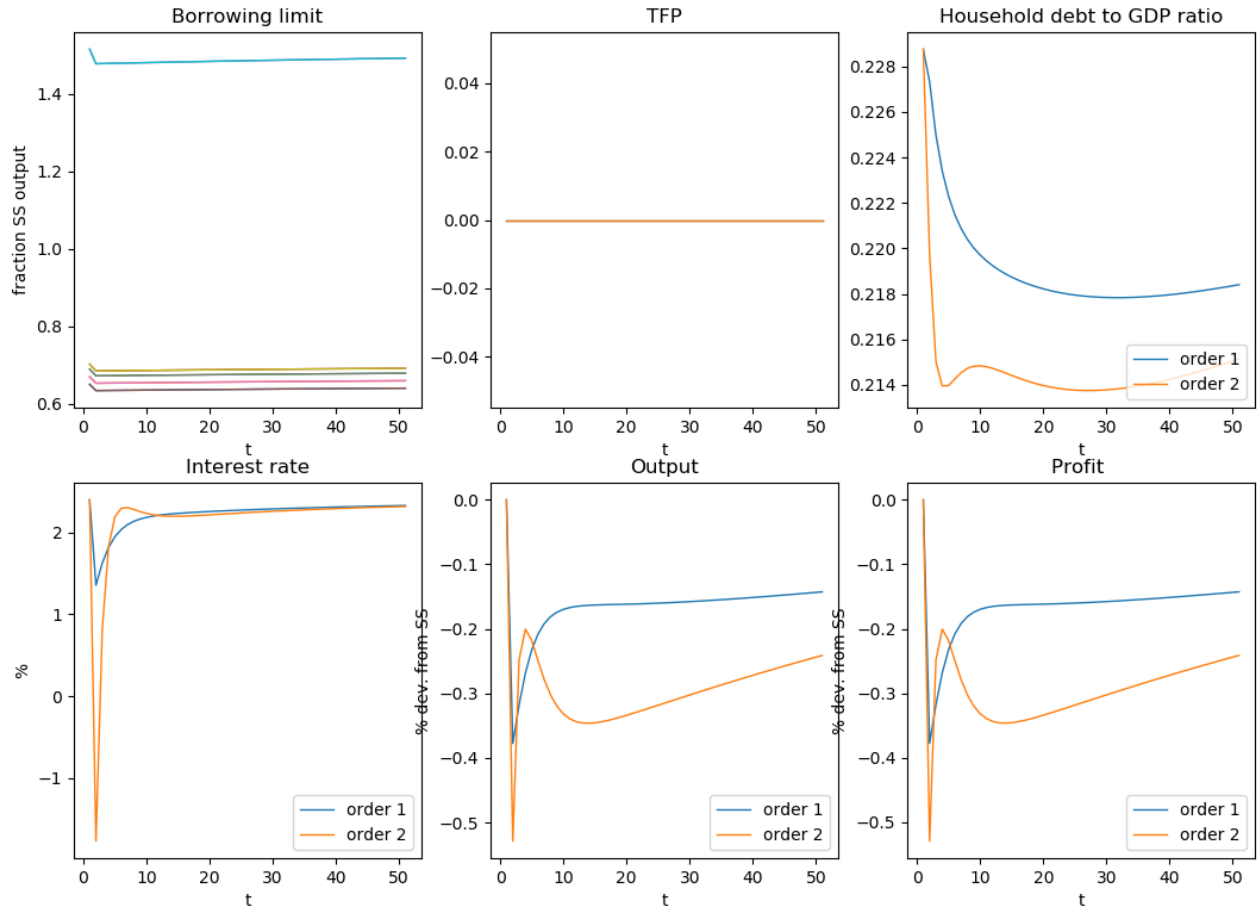 Borrowing limit
fraction SS output
1.4
1.2
1.0
0.8
0.6
0 10 20 30 40 50
t
TFP
0.04
0.02
0.00
−0.02
−0.04
0 10 20 30 40 50
t
Household debt to GDP ratio
0.228
0.226
0.224
0.222
0.220
0.218
0.216
0.214
order 1
order 2
0 10 20 30 40 50
t
Interest rate
%
2
1
0
−1
order 1
order 2
0 10 20 30 40 50
t
Output
% dev. from SS
0.0
−0.1
−0.2
−0.3
−0.4
−0.5
order 1
order 2
0 10 20 30 40 50
t
Profit
% dev. from SS
0.0
−0.1
−0.2
−0.3
−0.4
−0.5
order 1
order 2
0 10 20 30 40 50
t